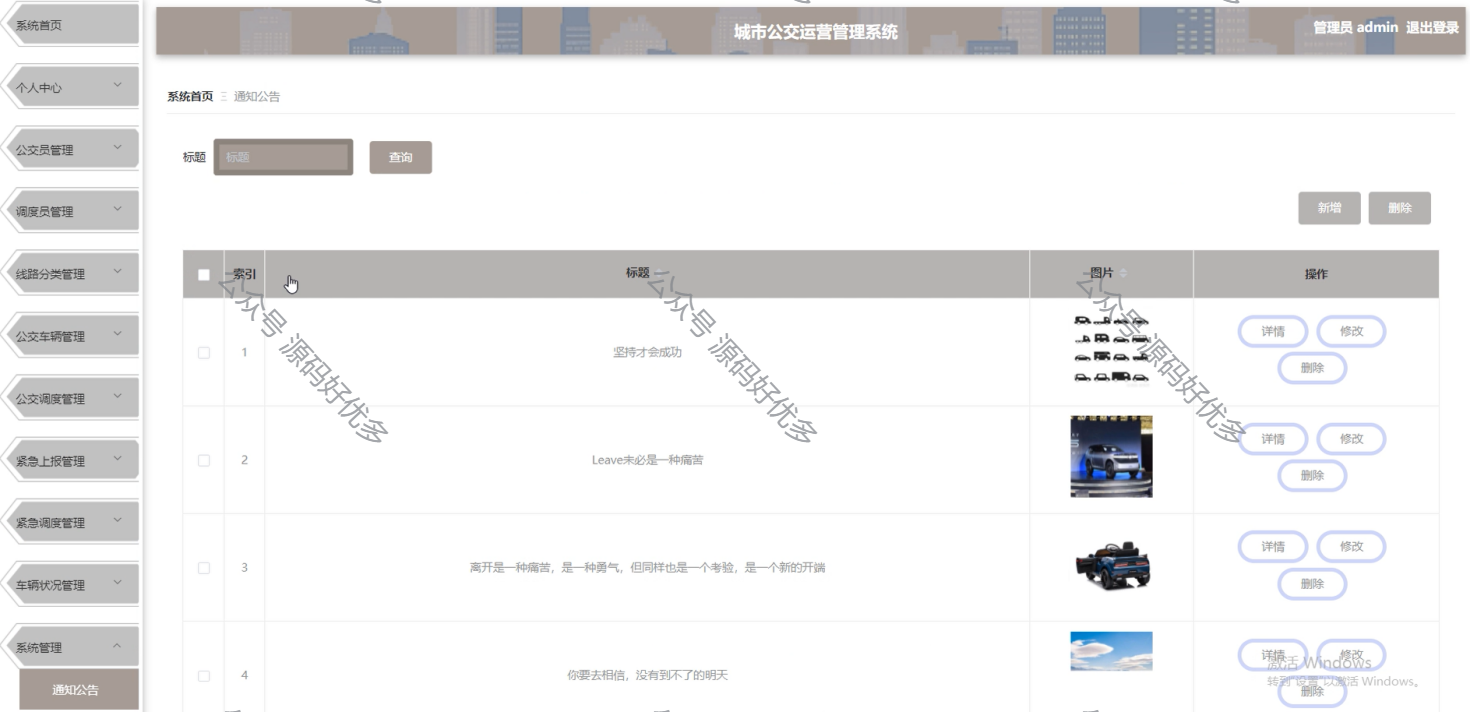 系统首页
个人中心
公交员管理
调度员管理
线路分类管理
公交车辆管理
公交调度管理
紧急上报管理
紧急调度管理
车辆状况管理
系统管理
通知公告
城市公交运营管理系统
管理员 admin 退出登录
系统首页 Ξ 通知公告
标题 标题 查询
新增 删除
索引 标题 图片 操作
1 坚持才会成功 详情 修改
删除
2 Leave未必是一种痛苦 详情 修改
删除
3 离开是一种痛苦，是一种勇气，但同样也是一个考验，是一个新的开端 详情 修改
删除
4 你要去相信，没有到不了的明天 详情 修改
删除
公众号 源码好优多
公众号 源码好优多
公众号 源码好优多
激活 Windows
转到"设置"以激活 Windows。